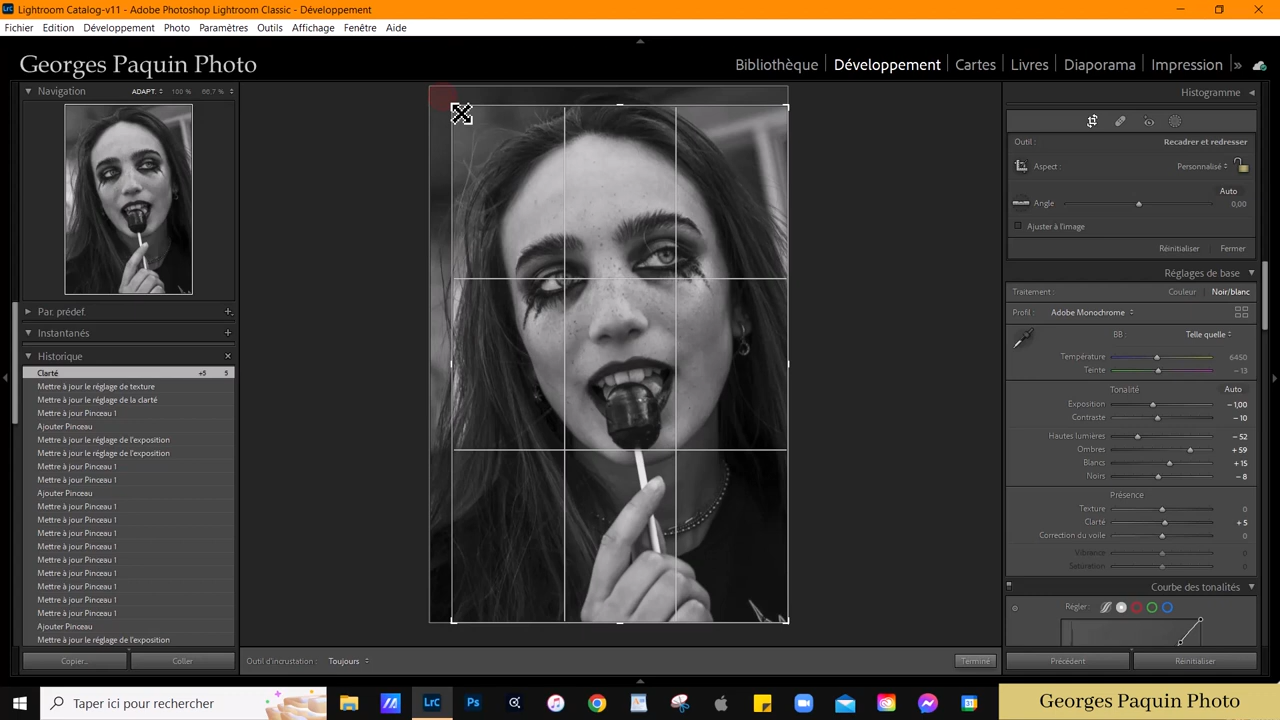 Lightroom Catalog-v11 - Adobe Photoshop Lightroom Classic - Développement
Fichier Edition Développement Photo Paramètres Outils Affichage Fenêtre Aide
Georges Paquin Photo
Bibliothèque Développement Cartes Livres Diaporama Impression »
Navigation ADAPT. 100 % 66,7 %
Par. prédef.
Instantanés
Historique
Clarté +5 5
Mettre à jour le réglage de texture
Mettre à jour le réglage de la clarté
Mettre à jour Pinceau 1
Ajouter Pinceau
Mettre à jour le réglage de l'exposition
Mettre à jour le réglage de l'exposition
Mettre à jour Pinceau 1
Mettre à jour Pinceau 1
Ajouter Pinceau
Mettre à jour Pinceau 1
Mettre à jour Pinceau 1
Mettre à jour Pinceau 1
Mettre à jour Pinceau 1
Mettre à jour Pinceau 1
Mettre à jour Pinceau 1
Mettre à jour Pinceau 1
Mettre à jour Pinceau 1
Mettre à jour Pinceau 1
Ajouter Pinceau
Mettre à jour le réglage de l'exposition
Copier... Coller
Outil d'incrustation : Toujours
Terminé
Histogramme
Outil : Recadrer et redresser
Aspect : Personnalisé
Auto
Angle 0,00
Ajuster à l'image
Réinitialiser Fermer
Réglages de base
Traitement : Couleur Noir/blanc
Profil : Adobe Monochrome
BB : Telle quelle
Température 6450
Teinte – 13
Tonalité Auto
Exposition – 1,00
Contraste – 10
Hautes lumières – 52
Ombres + 59
Blancs + 15
Noirs – 8
Présence
Texture 0
Clarté + 5
Correction du voile 0
Vibrance 0
Saturation 0
Courbe des tonalités
Régler :
Précédent Réinitialiser
Taper ici pour rechercher
LrC Ps
Georges Paquin Photo